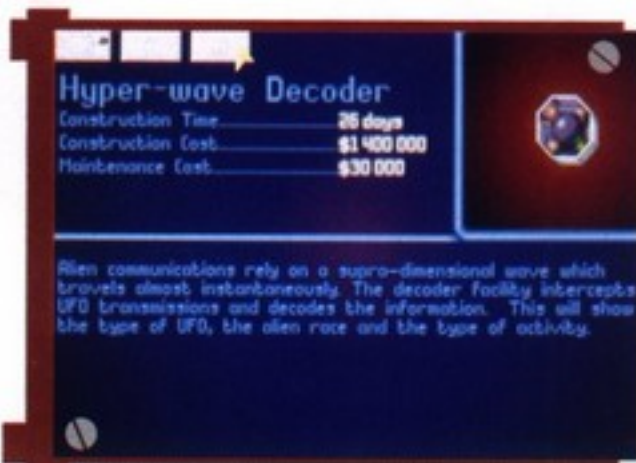 Hyper-wave Decoder
Construction Time 26 days
Construction Cost $1 400 000
Maintenance Cost $30 000
Alien communications rely on a supra-dimensional wave which
travels almost instantaneously. The decoder facility intercepts
UFO transmissions and decodes the information. This will show
the type of UFO, the alien race and the type of activity.